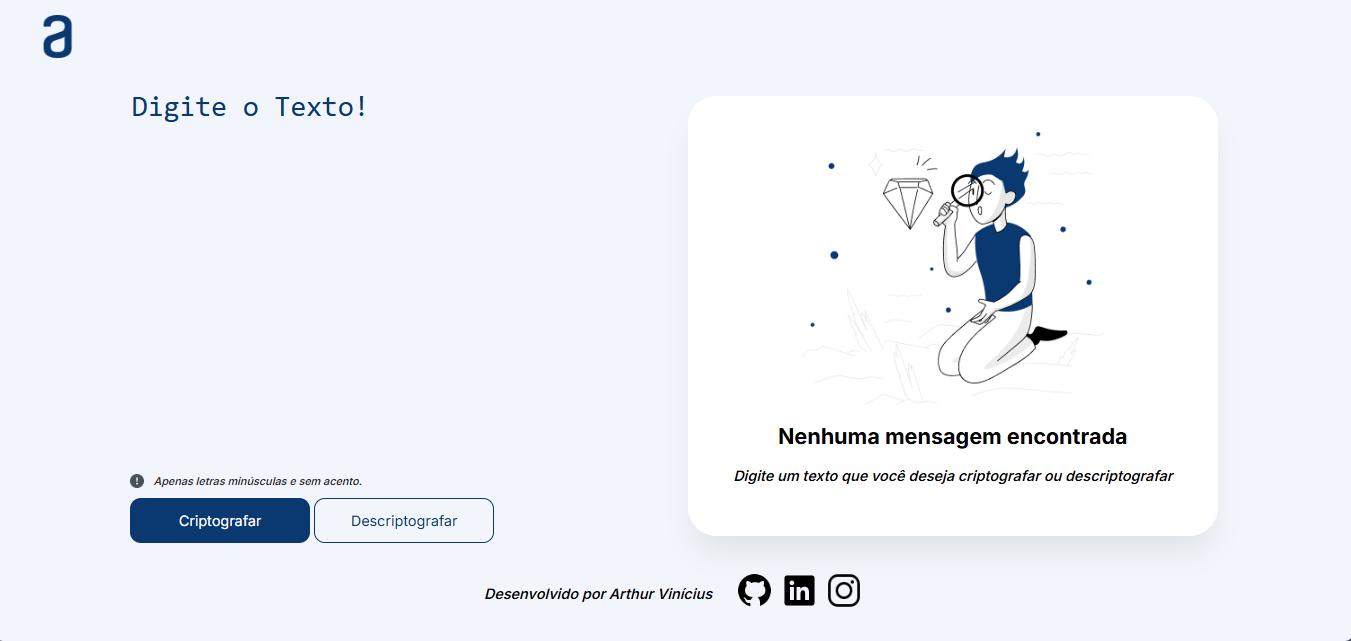 a
Digite o Texto!
Nenhuma mensagem encontrada
Digite um texto que você deseja criptografar ou descriptografar
Apenas letras minúsculas e sem acento.
Criptografar
Descriptografar
Desenvolvido por Arthur Vinícius
in